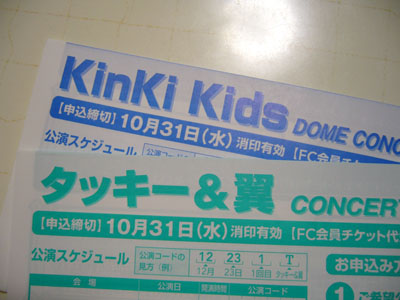 KinKi Kids DOME CONC
【申込締切】10月31日(水) 消印有効 【FC会員チケ
公演スケジュール
タッキー&翼 CONCERT
【申込締切】10月31日(水) 消印有効 【FC会員チケット代
公演スケジュール 公演コードの見方(例) 12 23 1 T
12月 23日 1回目 タッキー&翼
お申込み方
会場 公演日 開演時間 公演コード